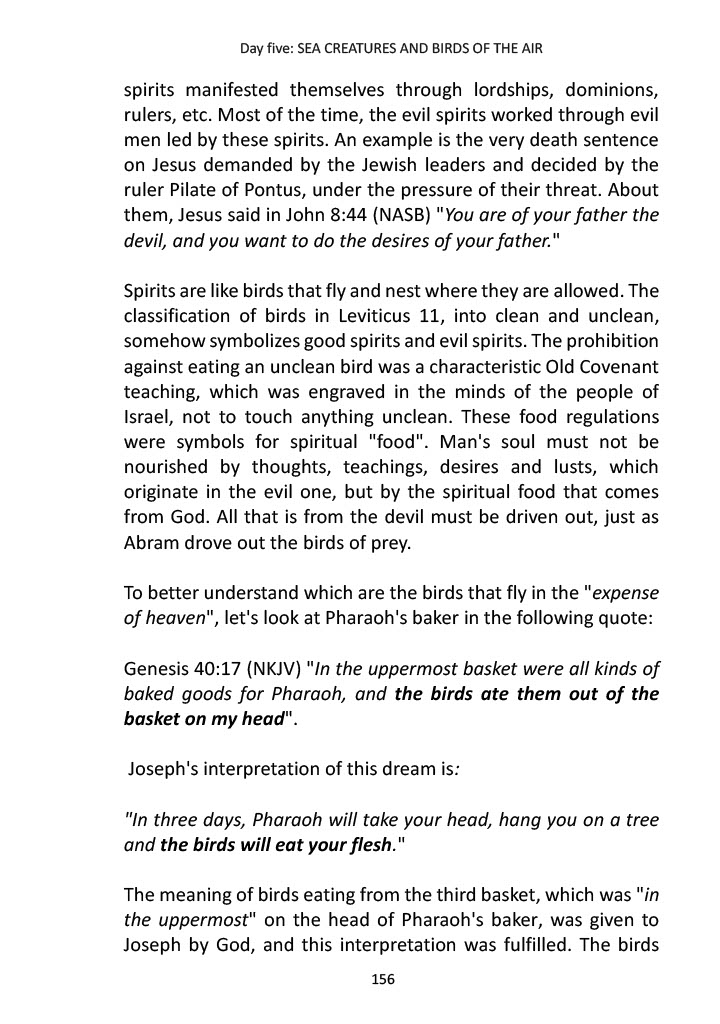 Day five: SEA CREATURES AND BIRDS OF THE AIR
spirits manifested themselves through lordships, dominions,
rulers, etc. Most of the time, the evil spirits worked through evil
men led by these spirits. An example is the very death sentence
on Jesus demanded by the Jewish leaders and decided by the
ruler Pilate of Pontus, under the pressure of their threat. About
them, Jesus said in John 8:44 (NASB) "You are of your father the
devil, and you want to do the desires of your father."
Spirits are like birds that fly and nest where they are allowed. The
classification of birds in Leviticus 11, into clean and unclean,
somehow symbolizes good spirits and evil spirits. The prohibition
against eating an unclean bird was a characteristic Old Covenant
teaching, which was engraved in the minds of the people of
Israel, not to touch anything unclean. These food regulations
were symbols for spiritual "food". Man's soul must not be
nourished by thoughts, teachings, desires and lusts, which
originate in the evil one, but by the spiritual food that comes
from God. All that is from the devil must be driven out, just as
Abram drove out the birds of prey.
To better understand which are the birds that fly in the "expense
of heaven", let's look at Pharaoh's baker in the following quote:
Genesis 40:17 (NKJV) "In the uppermost basket were all kinds of
baked goods for Pharaoh, and the birds ate them out of the
basket on my head".
Joseph's interpretation of this dream is:
"In three days, Pharaoh will take your head, hang you on a tree
and the birds will eat your flesh."
The meaning of birds eating from the third basket, which was "in
the uppermost" on the head of Pharaoh's baker, was given to
Joseph by God, and this interpretation was fulfilled. The birds
156